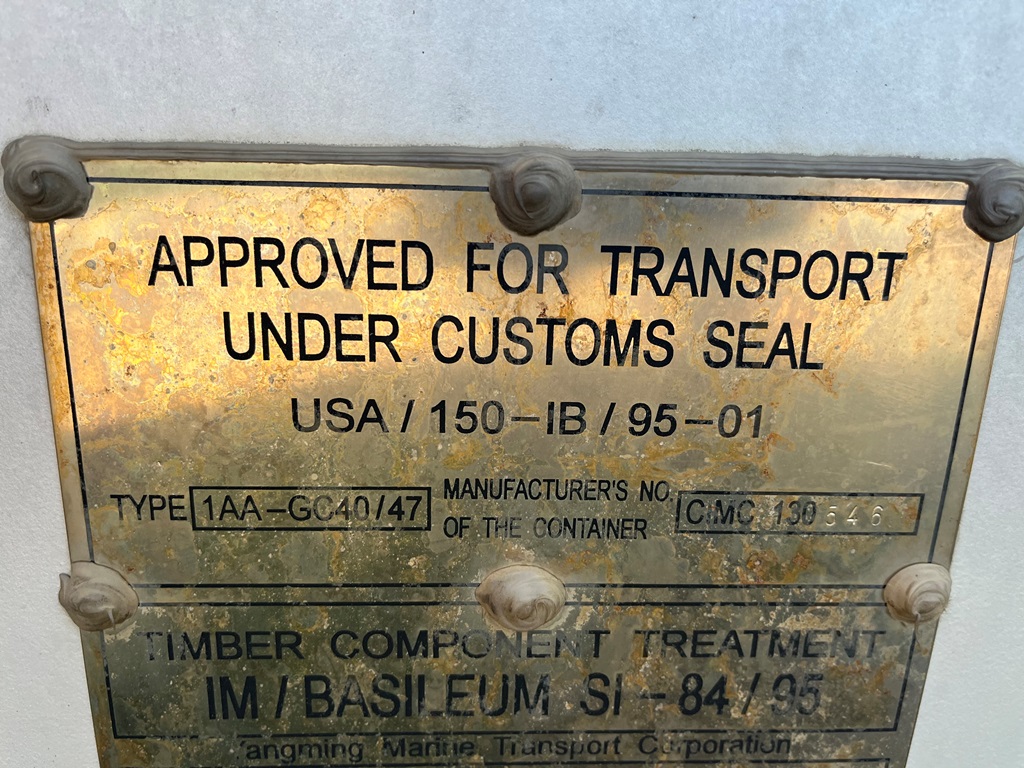 APPROVED FOR TRANSPORT
UNDER CUSTOMS SEAL
USA / 150-IB / 95-01
TYPE 1AA-GC40/47 MANUFACTURER'S NO. OF THE CONTAINER CIMC 130546
TIMBER COMPONENT TREATMENT
IM / BASILEUM SI-84 / 95
angming Marine Transport Corporation